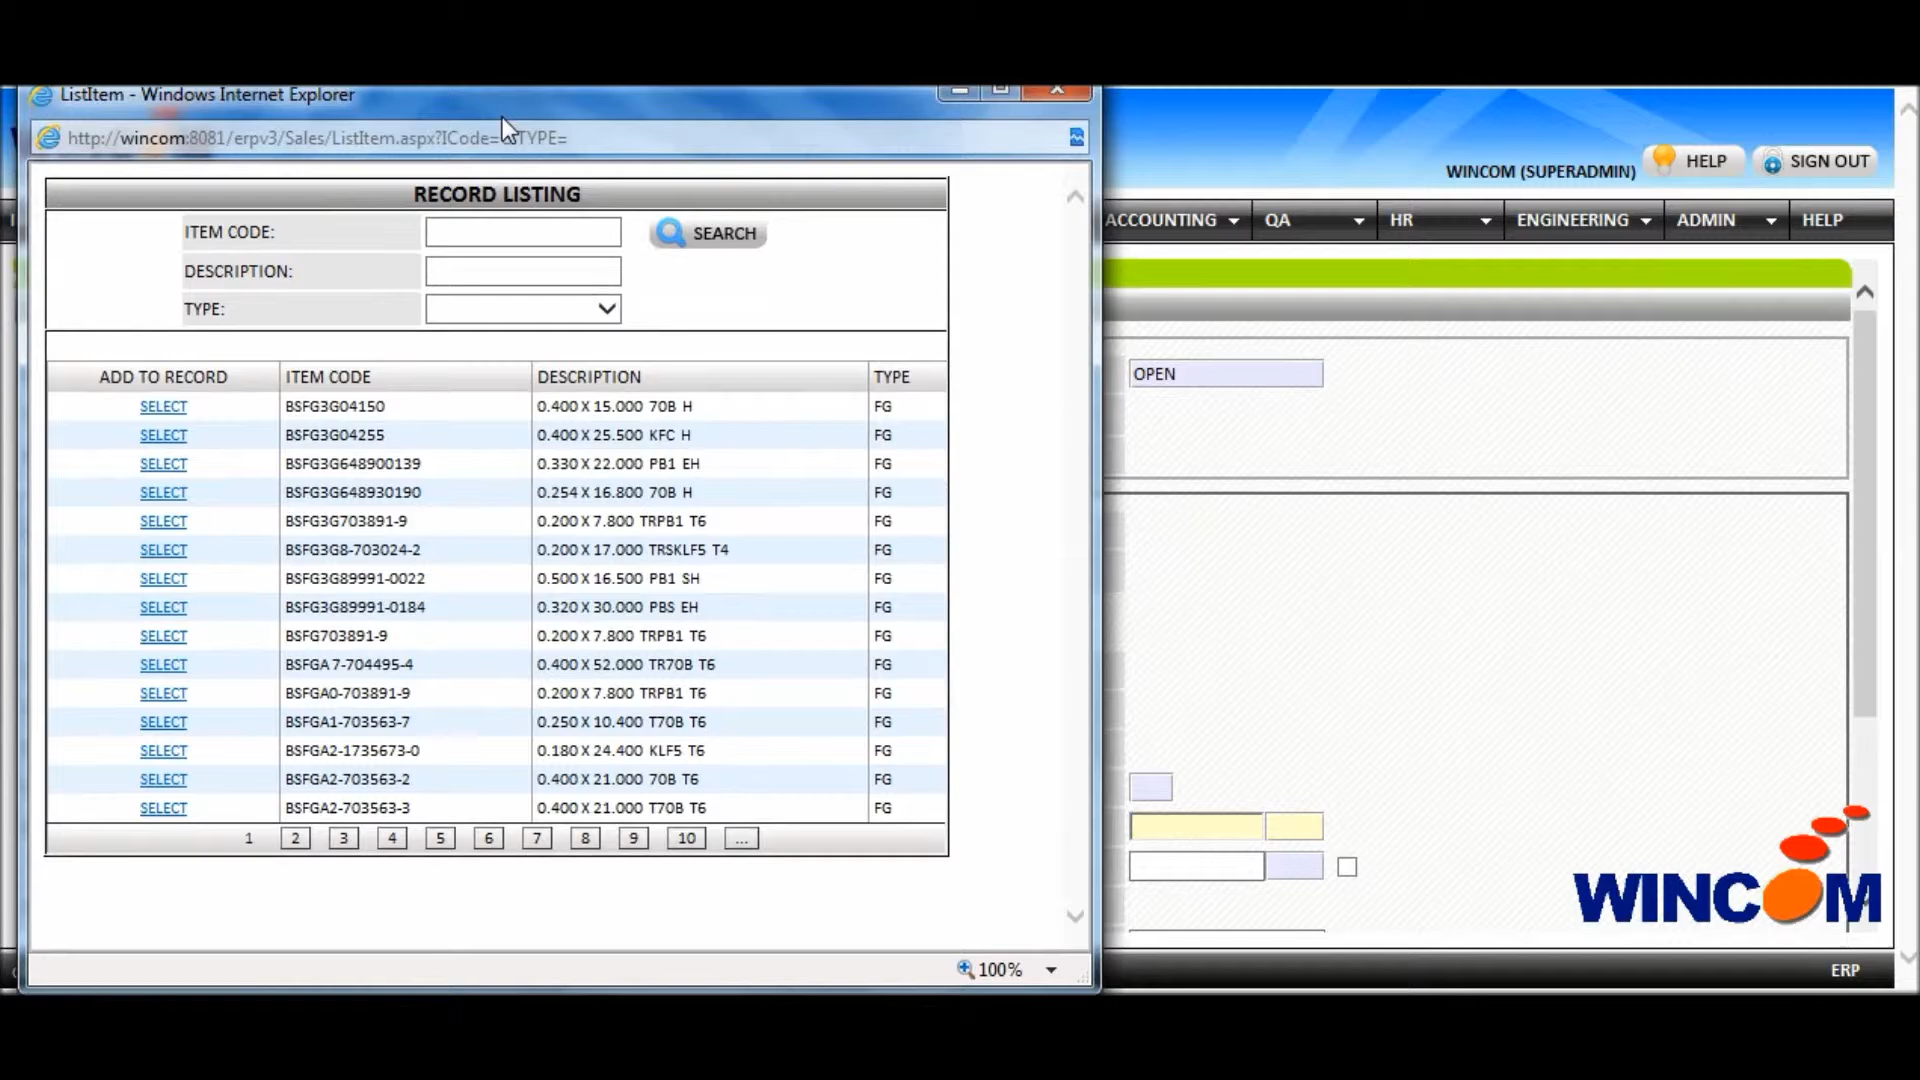 ListItem - Windows Internet Explorer
http://wincom:8081/erpv3/Sales/ListItem.aspx?ICode= TYPE=
WINCOM (SUPERADMIN) HELP SIGN OUT
ACCOUNTING QA HR ENGINEERING ADMIN HELP
RECORD LISTING
ITEM CODE: SEARCH
DESCRIPTION:
TYPE:
OPEN
ADD TO RECORD ITEM CODE DESCRIPTION TYPE
SELECT BSFG3G04150 0.400 X 15.000 70B H FG
SELECT BSFG3G04255 0.400 X 25.500 KFC H FG
SELECT BSFG3G648900139 0.330 X 22.000 PB1 EH FG
SELECT BSFG3G648930190 0.254 X 16.800 70B H FG
SELECT BSFG3G703891-9 0.200 X 7.800 TRPB1 T6 FG
SELECT BSFG3G8-703024-2 0.200 X 17.000 TRSKLF5 T4 FG
SELECT BSFG3G89991-0022 0.500 X 16.500 PB1 SH FG
SELECT BSFG3G89991-0184 0.320 X 30.000 PBS EH FG
SELECT BSFG703891-9 0.200 X 7.800 TRPB1 T6 FG
SELECT BSFGA 7-704495-4 0.400 X 52.000 TR70B T6 FG
SELECT BSFGA0-703891-9 0.200 X 7.800 TRPB1 T6 FG
SELECT BSFGA1-703563-7 0.250 X 10.400 T70B T6 FG
SELECT BSFGA2-1735673-0 0.180 X 24.400 KLF5 T6 FG
SELECT BSFGA2-703563-2 0.400 X 21.000 70B T6 FG
SELECT BSFGA2-703563-3 0.400 X 21.000 T70B T6 FG
1 2 3 4 5 6 7 8 9 10 ...
WINCOM
100%
ERP